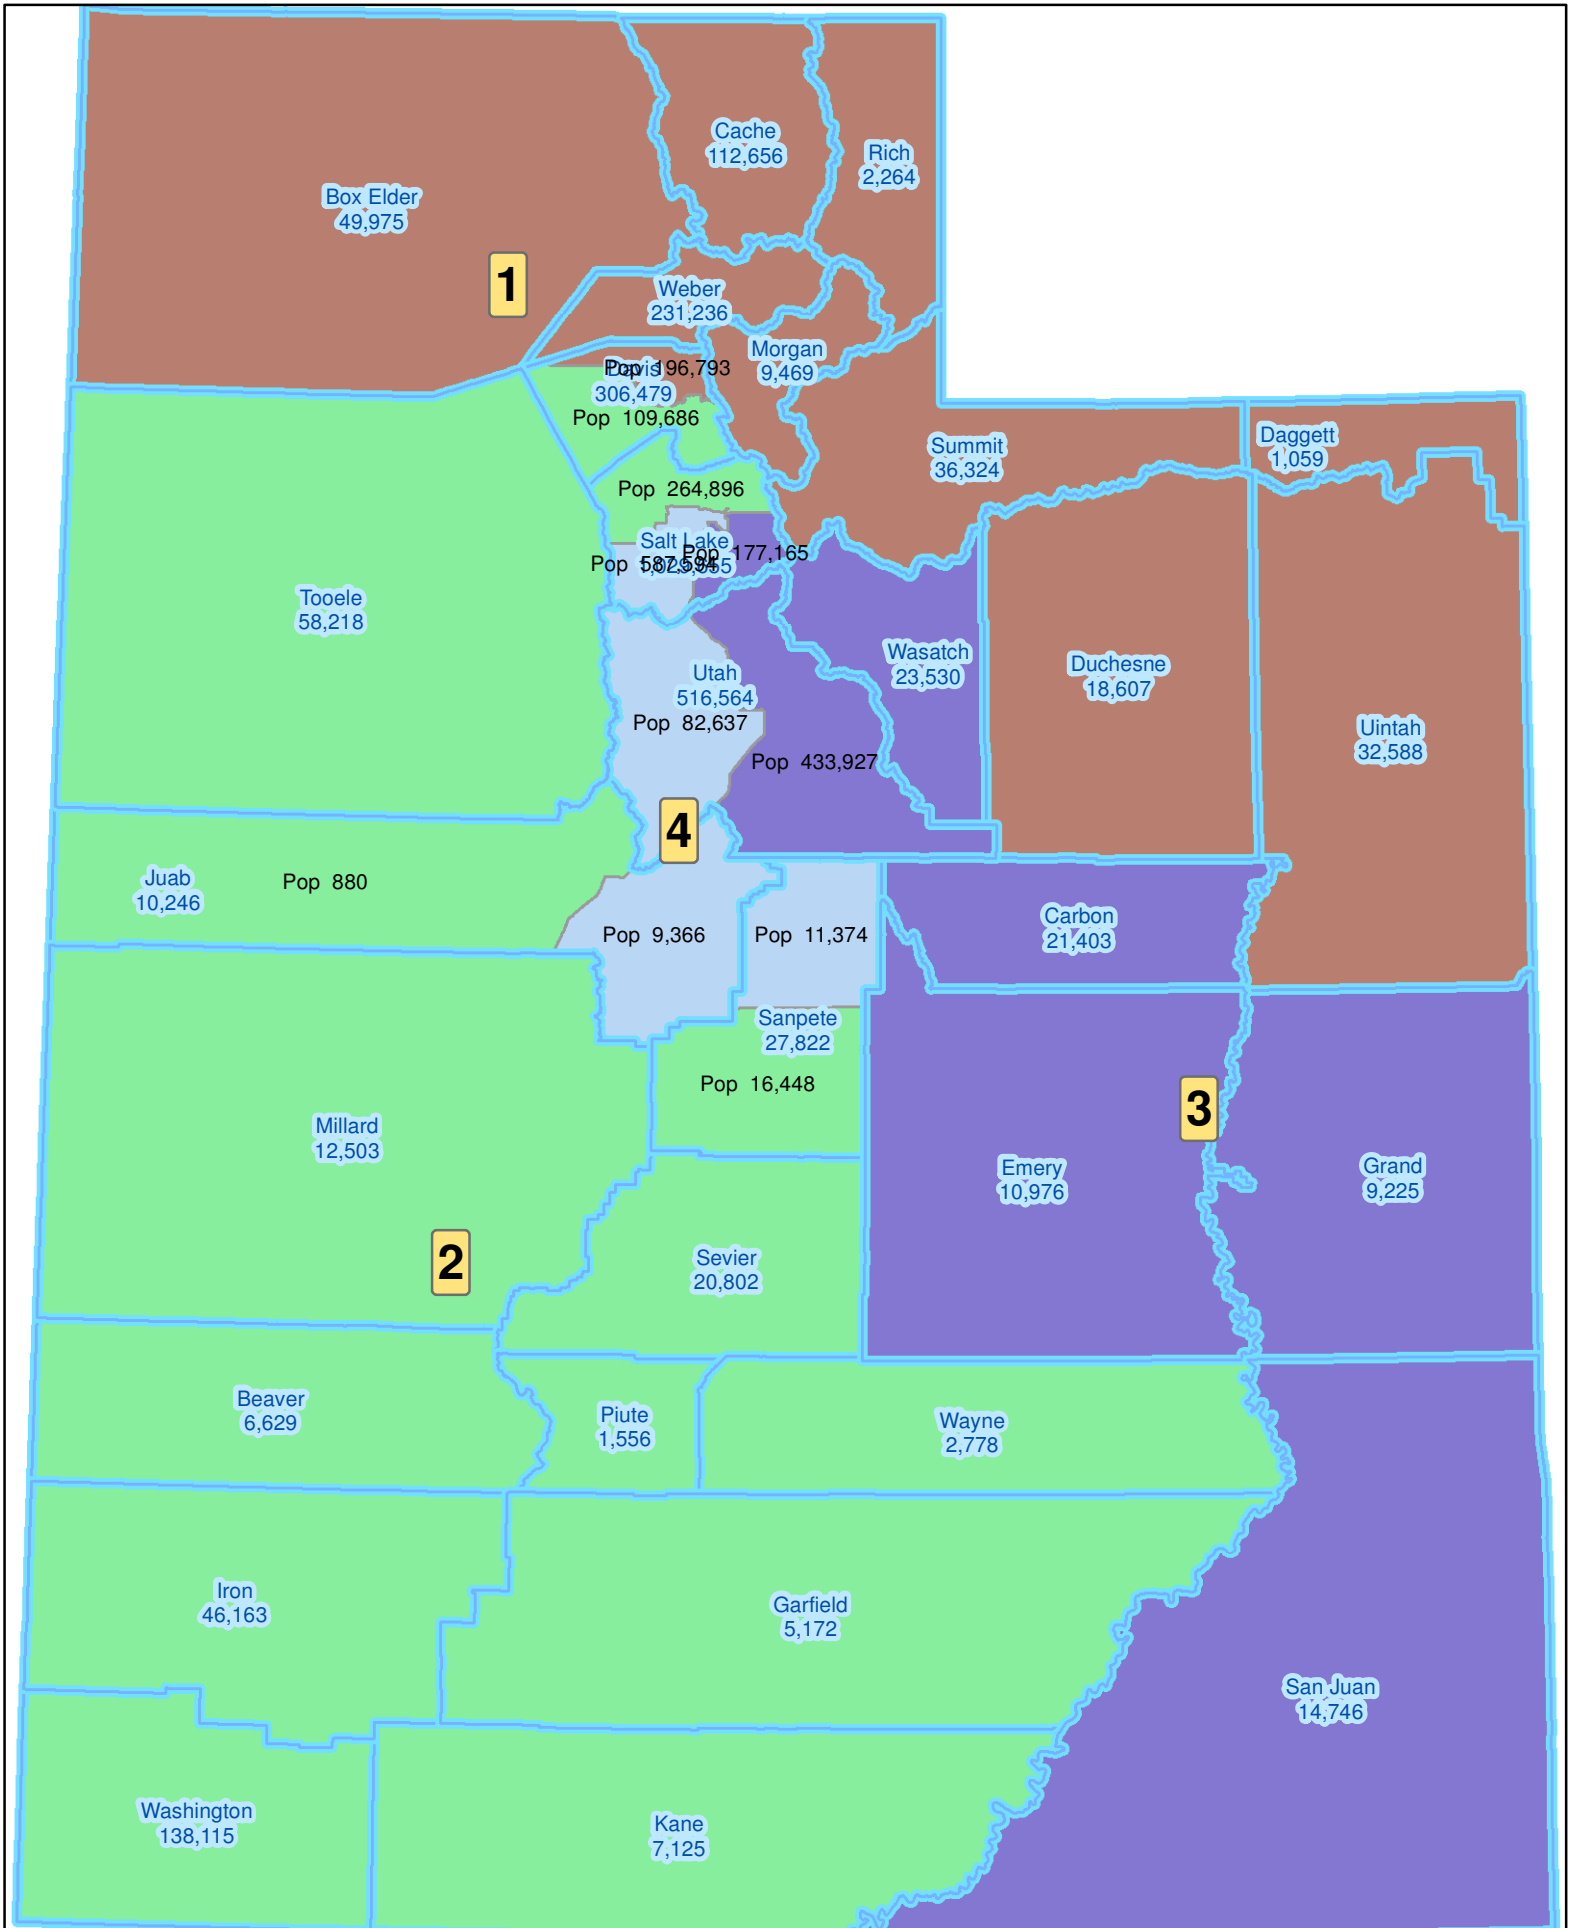 Cache
112,656
Rich
2,264
Box Elder
49,975
1
Weber
231,236
Morgan
9,469
Pop 196,793
Davis
306,479
Pop 109,686
Summit
36,324
Daggett
1,059
Pop 264,896
Salt Lake
Pop 177,165
Pop 587,594
Tooele
58,218
Wasatch
23,530
Duchesne
18,607
Utah
516,564
Pop 82,637
Uintah
32,588
Pop 433,927
4
Juab
10,246
Pop 880
Carbon
21,403
Pop 9,366
Pop 11,374
Sanpete
27,822
Pop 16,448
3
Millard
12,503
Emery
10,976
Grand
9,225
2
Sevier
20,802
Beaver
6,629
Piute
1,556
Wayne
2,778
Iron
46,163
Garfield
5,172
San Juan
14,746
Washington
138,115
Kane
7,125